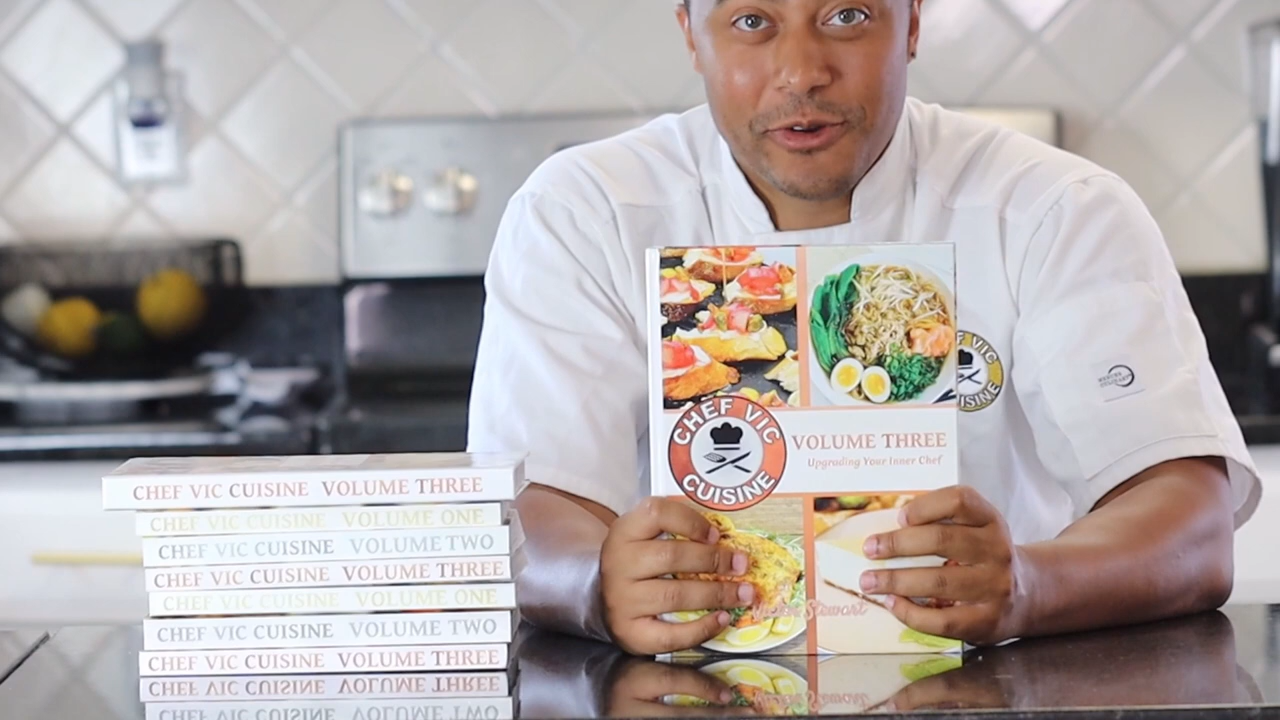 CHEF VIC
CUISINE
VOLUME THREE
Upgrading Your Inner Chef
Stewart
VIC
CUISINE
CHEF VIC CUISINE VOLUME THREE
CHEF VIC CUISINE VOLUME ONE
CHEF VIC CUISINE VOLUME TWO
CHEF VIC CUISINE VOLUME THREE
CHEF VIC CUISINE VOLUME ONE
CHEF VIC CUISINE VOLUME TWO
CHEF VIC CUISINE VOLUME THREE